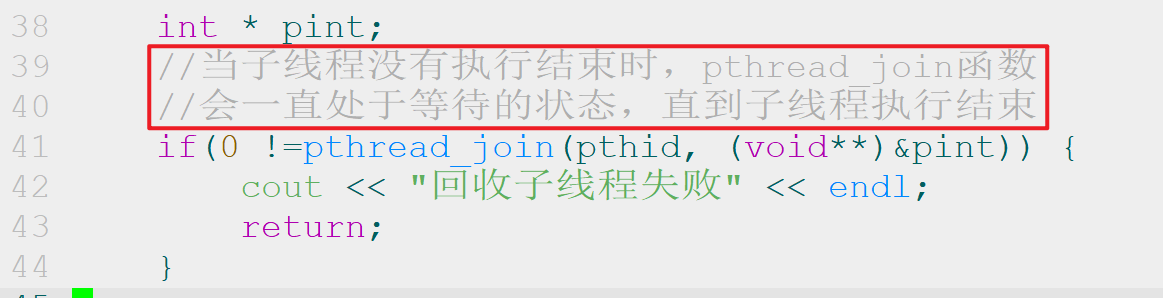 38 int * pint;
39 //当子线程没有执行结束时，pthread_join函数
40 //会一直处于等待的状态，直到子线程执行结束
41 if(0 !=pthread_join(pthid, (void**)&pint)) {
42 cout << "回收子线程失败" << endl;
43 return;
44 }